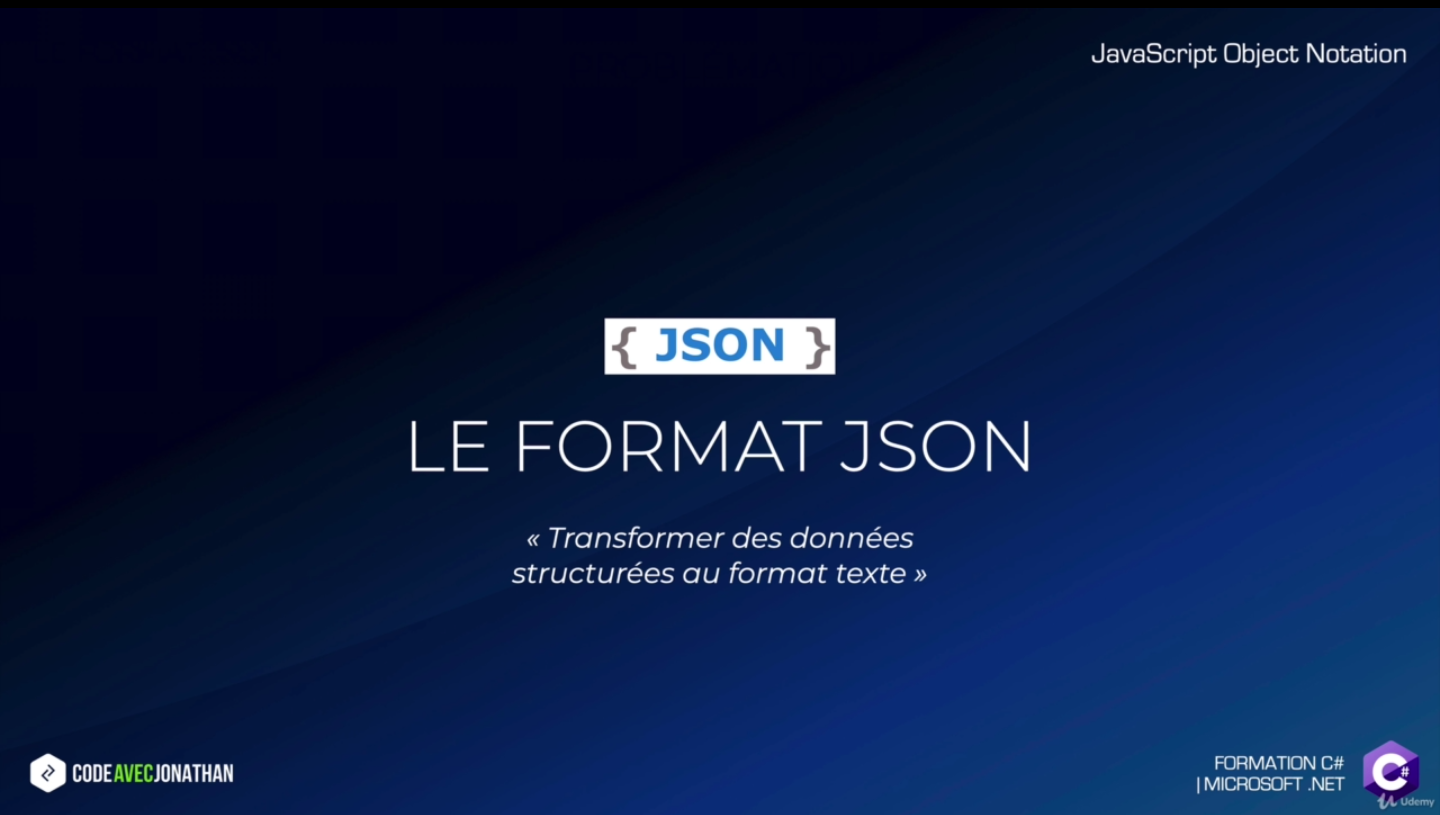 JavaScript Object Notation
{ JSON }
LE FORMAT JSON
« Transformer des données
structurées au format texte »
CODEAVECJONATHAN
FORMATION C#
| MICROSOFT .NET
C#
Udemy